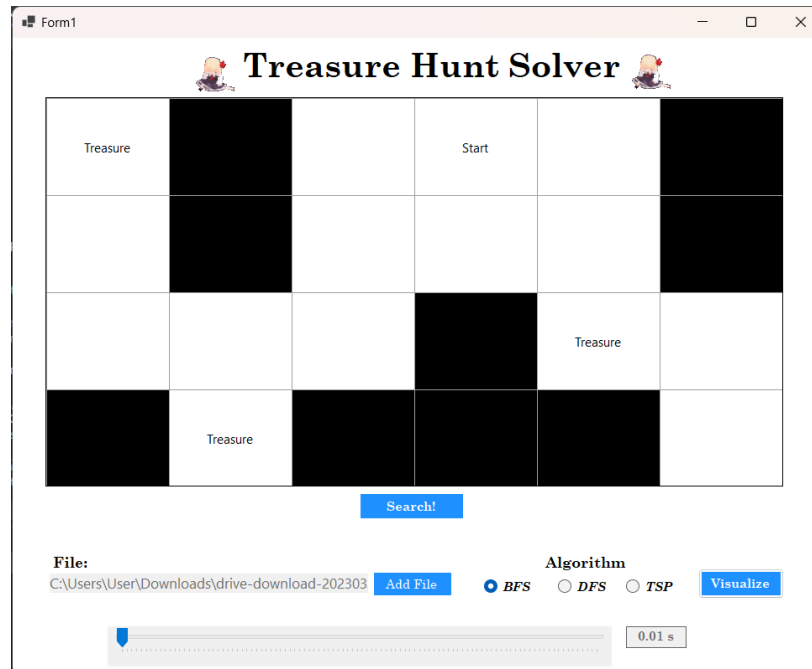 Form1
Treasure Hunt Solver
Treasure Start
Treasure
Treasure
Search!
File: Algorithm
C:\Users\User\Downloads\drive-download-202303 Add File BFS DFS TSP Visualize
0.01 s